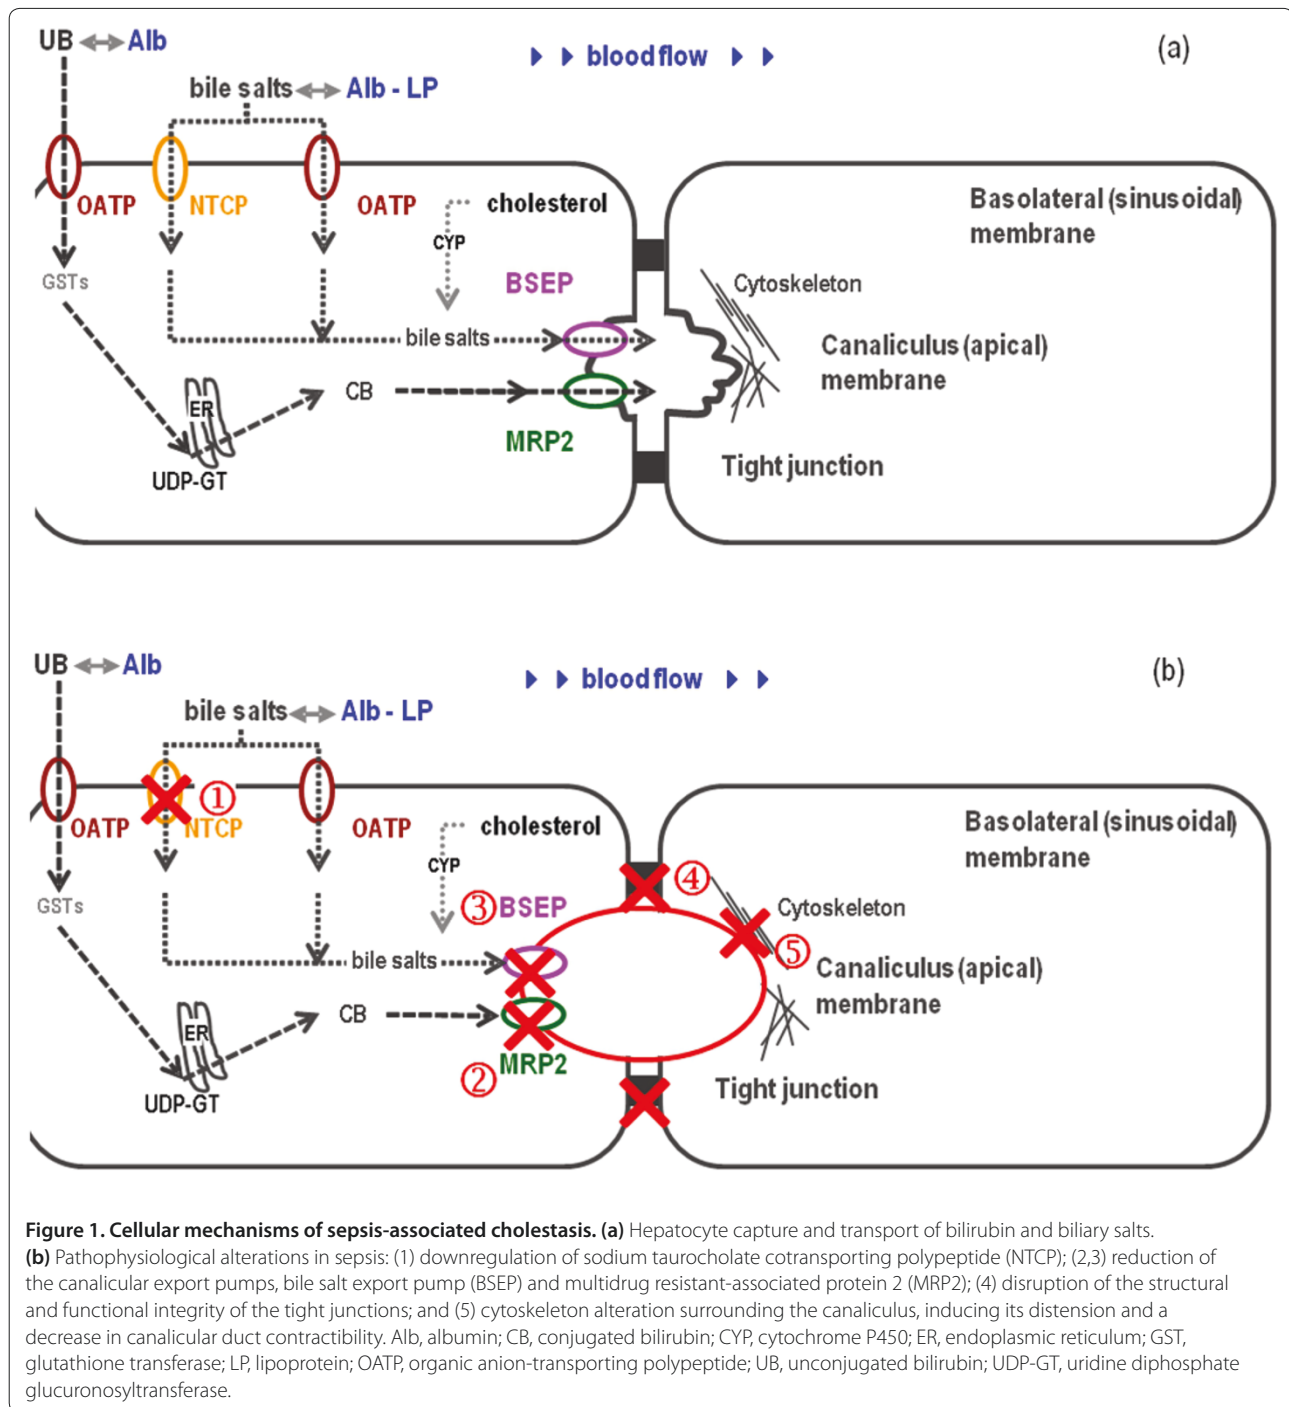 UB Alb
blood flow
(a)
bile salts Alb - LP
OATP
NTCP
OATP
cholesterol
CYP
GSTs
BSEP
bile salts
CB
ER
UDP-GT
MRP2
Basolateral (sinusoidal)
membrane
Cytoskeleton
Canaliculus (apical)
membrane
Tight junction
UB Alb
blood flow
(b)
bile salts Alb - LP
OATP
1
NTCP
OATP
cholesterol
CYP
GSTs
3 BSEP
bile salts
CB
ER
UDP-GT
2 MRP2
Basolateral (sinusoidal)
membrane
4
Cytoskeleton
5
Canaliculus (apical)
membrane
Tight junction
Figure 1. Cellular mechanisms of sepsis-associated cholestasis. (a) Hepatocyte capture and transport of bilirubin and biliary salts.
(b) Pathophysiological alterations in sepsis: (1) downregulation of sodium taurocholate cotransporting polypeptide (NTCP); (2,3) reduction of
the canalicular export pumps, bile salt export pump (BSEP) and multidrug resistant-associated protein 2 (MRP2); (4) disruption of the structural
and functional integrity of the tight junctions; and (5) cytoskeleton alteration surrounding the canaliculus, inducing its distension and a
decrease in canalicular duct contractibility. Alb, albumin; CB, conjugated bilirubin; CYP, cytochrome P450; ER, endoplasmic reticulum; GST,
glutathione transferase; LP, lipoprotein; OATP, organic anion-transporting polypeptide; UB, unconjugated bilirubin; UDP-GT, uridine diphosphate
glucuronosyltransferase.